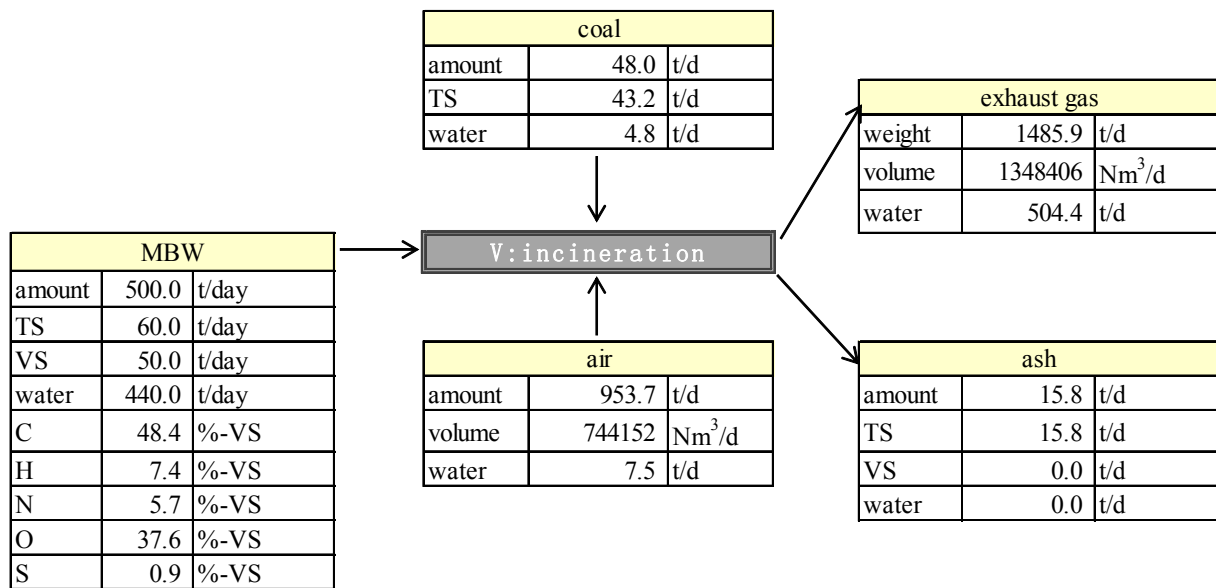 coal
amount 48.0 t/d
TS 43.2 t/d
water 4.8 t/d
exhaust gas
weight 1485.9 t/d
volume 1348406 Nm³/d
water 504.4 t/d
V:incineration
MBW
amount 500.0 t/day
TS 60.0 t/day
VS 50.0 t/day
water 440.0 t/day
C 48.4 %-VS
H 7.4 %-VS
N 5.7 %-VS
O 37.6 %-VS
S 0.9 %-VS
air
amount 953.7 t/d
volume 744152 Nm³/d
water 7.5 t/d
ash
amount 15.8 t/d
TS 15.8 t/d
VS 0.0 t/d
water 0.0 t/d